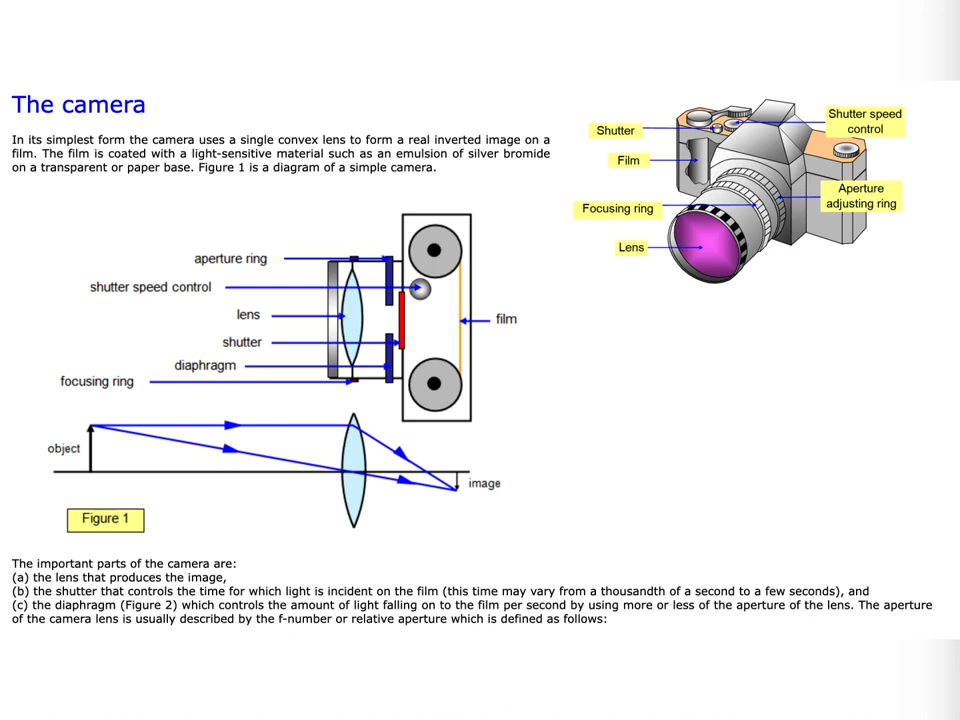 The camera
In its simplest form the camera uses a single convex lens to form a real inverted image on a
film. The film is coated with a light-sensitive material such as an emulsion of silver bromide
on a transparent or paper base. Figure 1 is a diagram of a simple camera.
Shutter
Shutter speed
control
Film
Aperture
adjusting ring
Focusing ring
Lens
aperture ring
shutter speed control
lens
film
shutter
diaphragm
focusing ring
object
image
Figure 1
The important parts of the camera are:
(a) the lens that produces the image,
(b) the shutter that controls the time for which light is incident on the film (this time may vary from a thousandth of a second to a few seconds), and
(c) the diaphragm (Figure 2) which controls the amount of light falling on to the film per second by using more or less of the aperture of the lens. The aperture
of the camera lens is usually described by the f-number or relative aperture which is defined as follows: